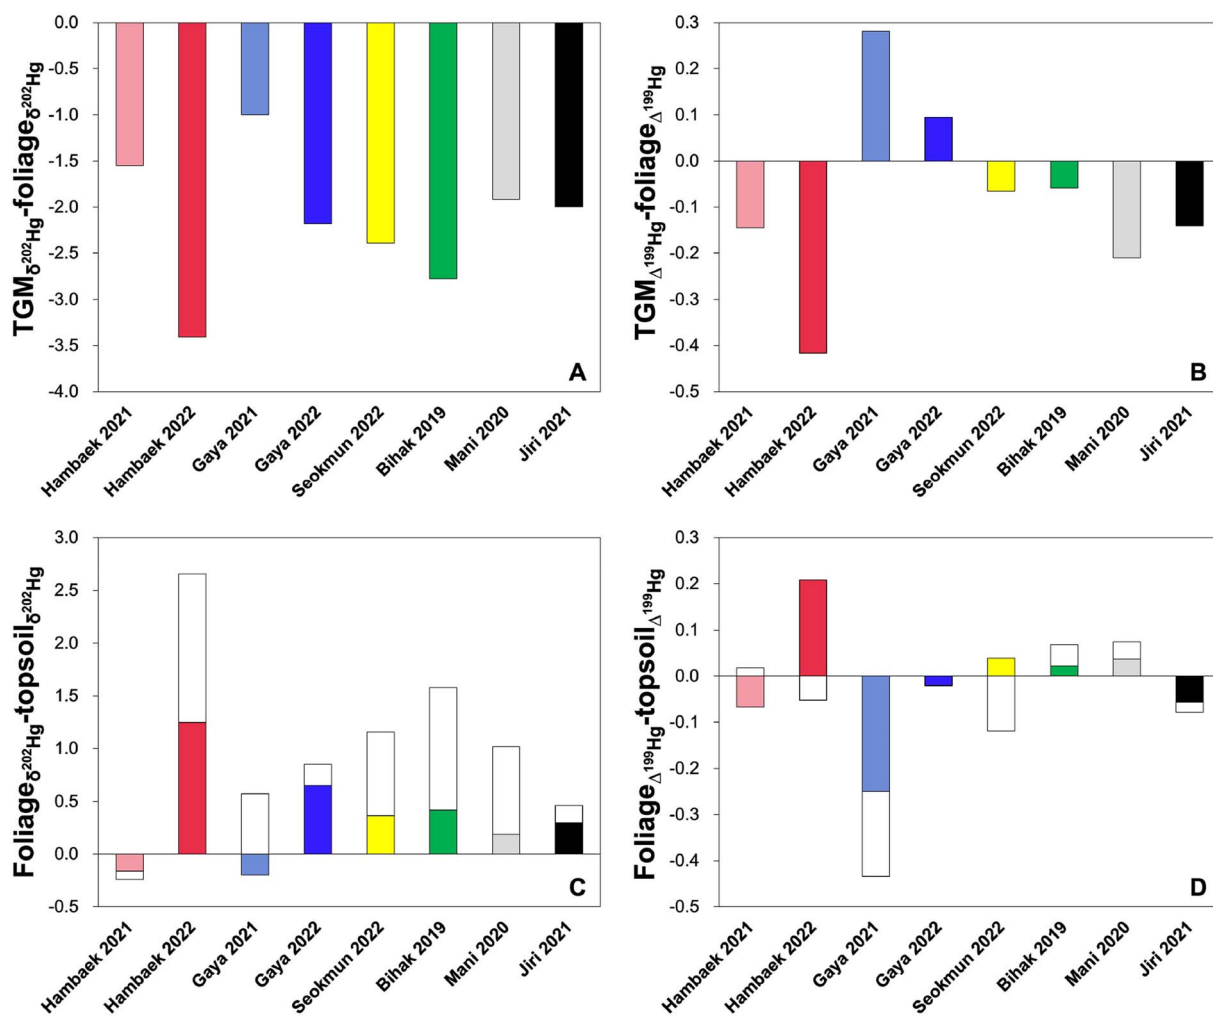 0.0
-0.5
-1.0
-1.5
-2.0
-2.5
-3.0
-3.5
-4.0
TGMδ²⁰²Hg-foliageδ²⁰²Hg
A
Hambaek 2021
Hambaek 2022
Gaya 2021
Gaya 2022
Seokmun 2022
Bihak 2019
Mani 2020
Jiri 2021
0.3
0.2
0.1
0.0
-0.1
-0.2
-0.3
-0.4
-0.5
TGMΔ¹⁹⁹Hg-foliageΔ¹⁹⁹Hg
B
Hambaek 2021
Hambaek 2022
Gaya 2021
Gaya 2022
Seokmun 2022
Bihak 2019
Mani 2020
Jiri 2021
3.0
2.5
2.0
1.5
1.0
0.5
0.0
-0.5
Foliageδ²⁰²Hg-topsoilδ²⁰²Hg
C
Hambaek 2021
Hambaek 2022
Gaya 2021
Gaya 2022
Seokmun 2022
Bihak 2019
Mani 2020
Jiri 2021
0.3
0.2
0.1
0.0
-0.1
-0.2
-0.3
-0.4
-0.5
FoliageΔ¹⁹⁹Hg-topsoilΔ¹⁹⁹Hg
D
Hambaek 2021
Hambaek 2022
Gaya 2021
Gaya 2022
Seokmun 2022
Bihak 2019
Mani 2020
Jiri 2021